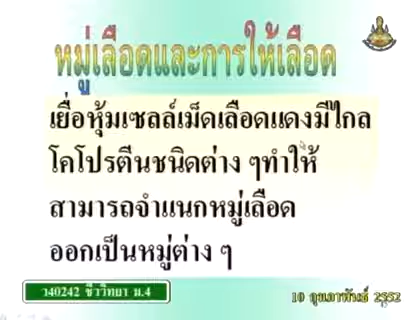 หมู่เลือดและการให้เลือด
เยื่อหุ้มเซลล์เม็ดเลือดแดงมีไกล
โคโปรตีนชนิดต่าง ๆทำให้
สามารถจำแนกหมู่เลือด
ออกเป็นหมู่ต่าง ๆ
ว40242 ชีววิทยา ม.4
10 กุมภาพันธ์ 2552